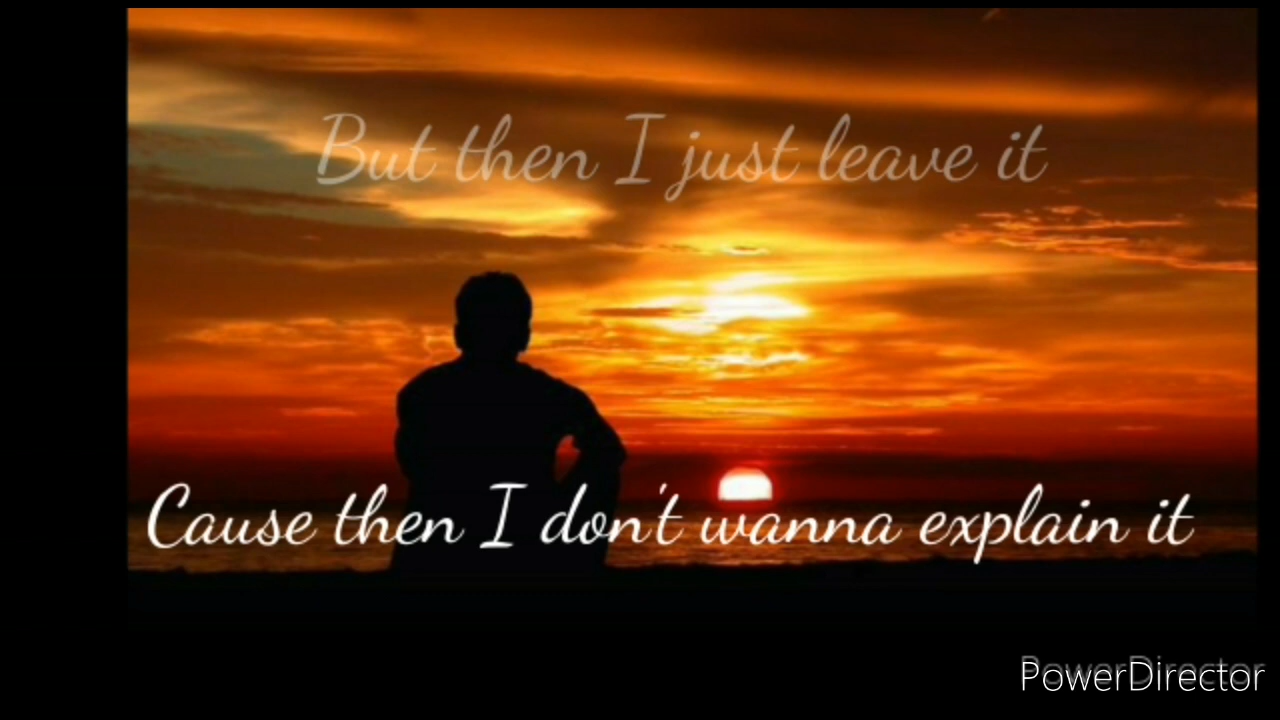 But then I just leave it
Cause then I don't wanna explain it
PowerDirector